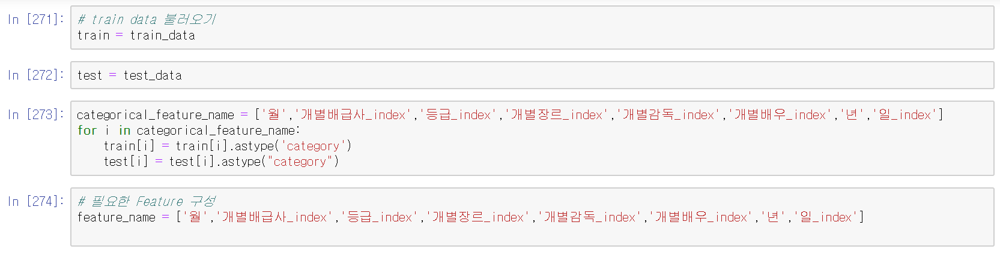 In [271]: # train data 불러오기
train = train_data
In [272]: test = test_data
In [273]: categorical_feature_name = ['월','개별배급사_index','등급_index','개별장르_index','개별감독_index','개별배우_index','년','일_index']
for i in categorical_feature_name:
    train[i] = train[i].astype('category')
    test[i] = test[i].astype("category")
In [274]: # 필요한 Feature 구성
feature_name = ['월','개별배급사_index','등급_index','개별장르_index','개별감독_index','개별배우_index','년','일_index']